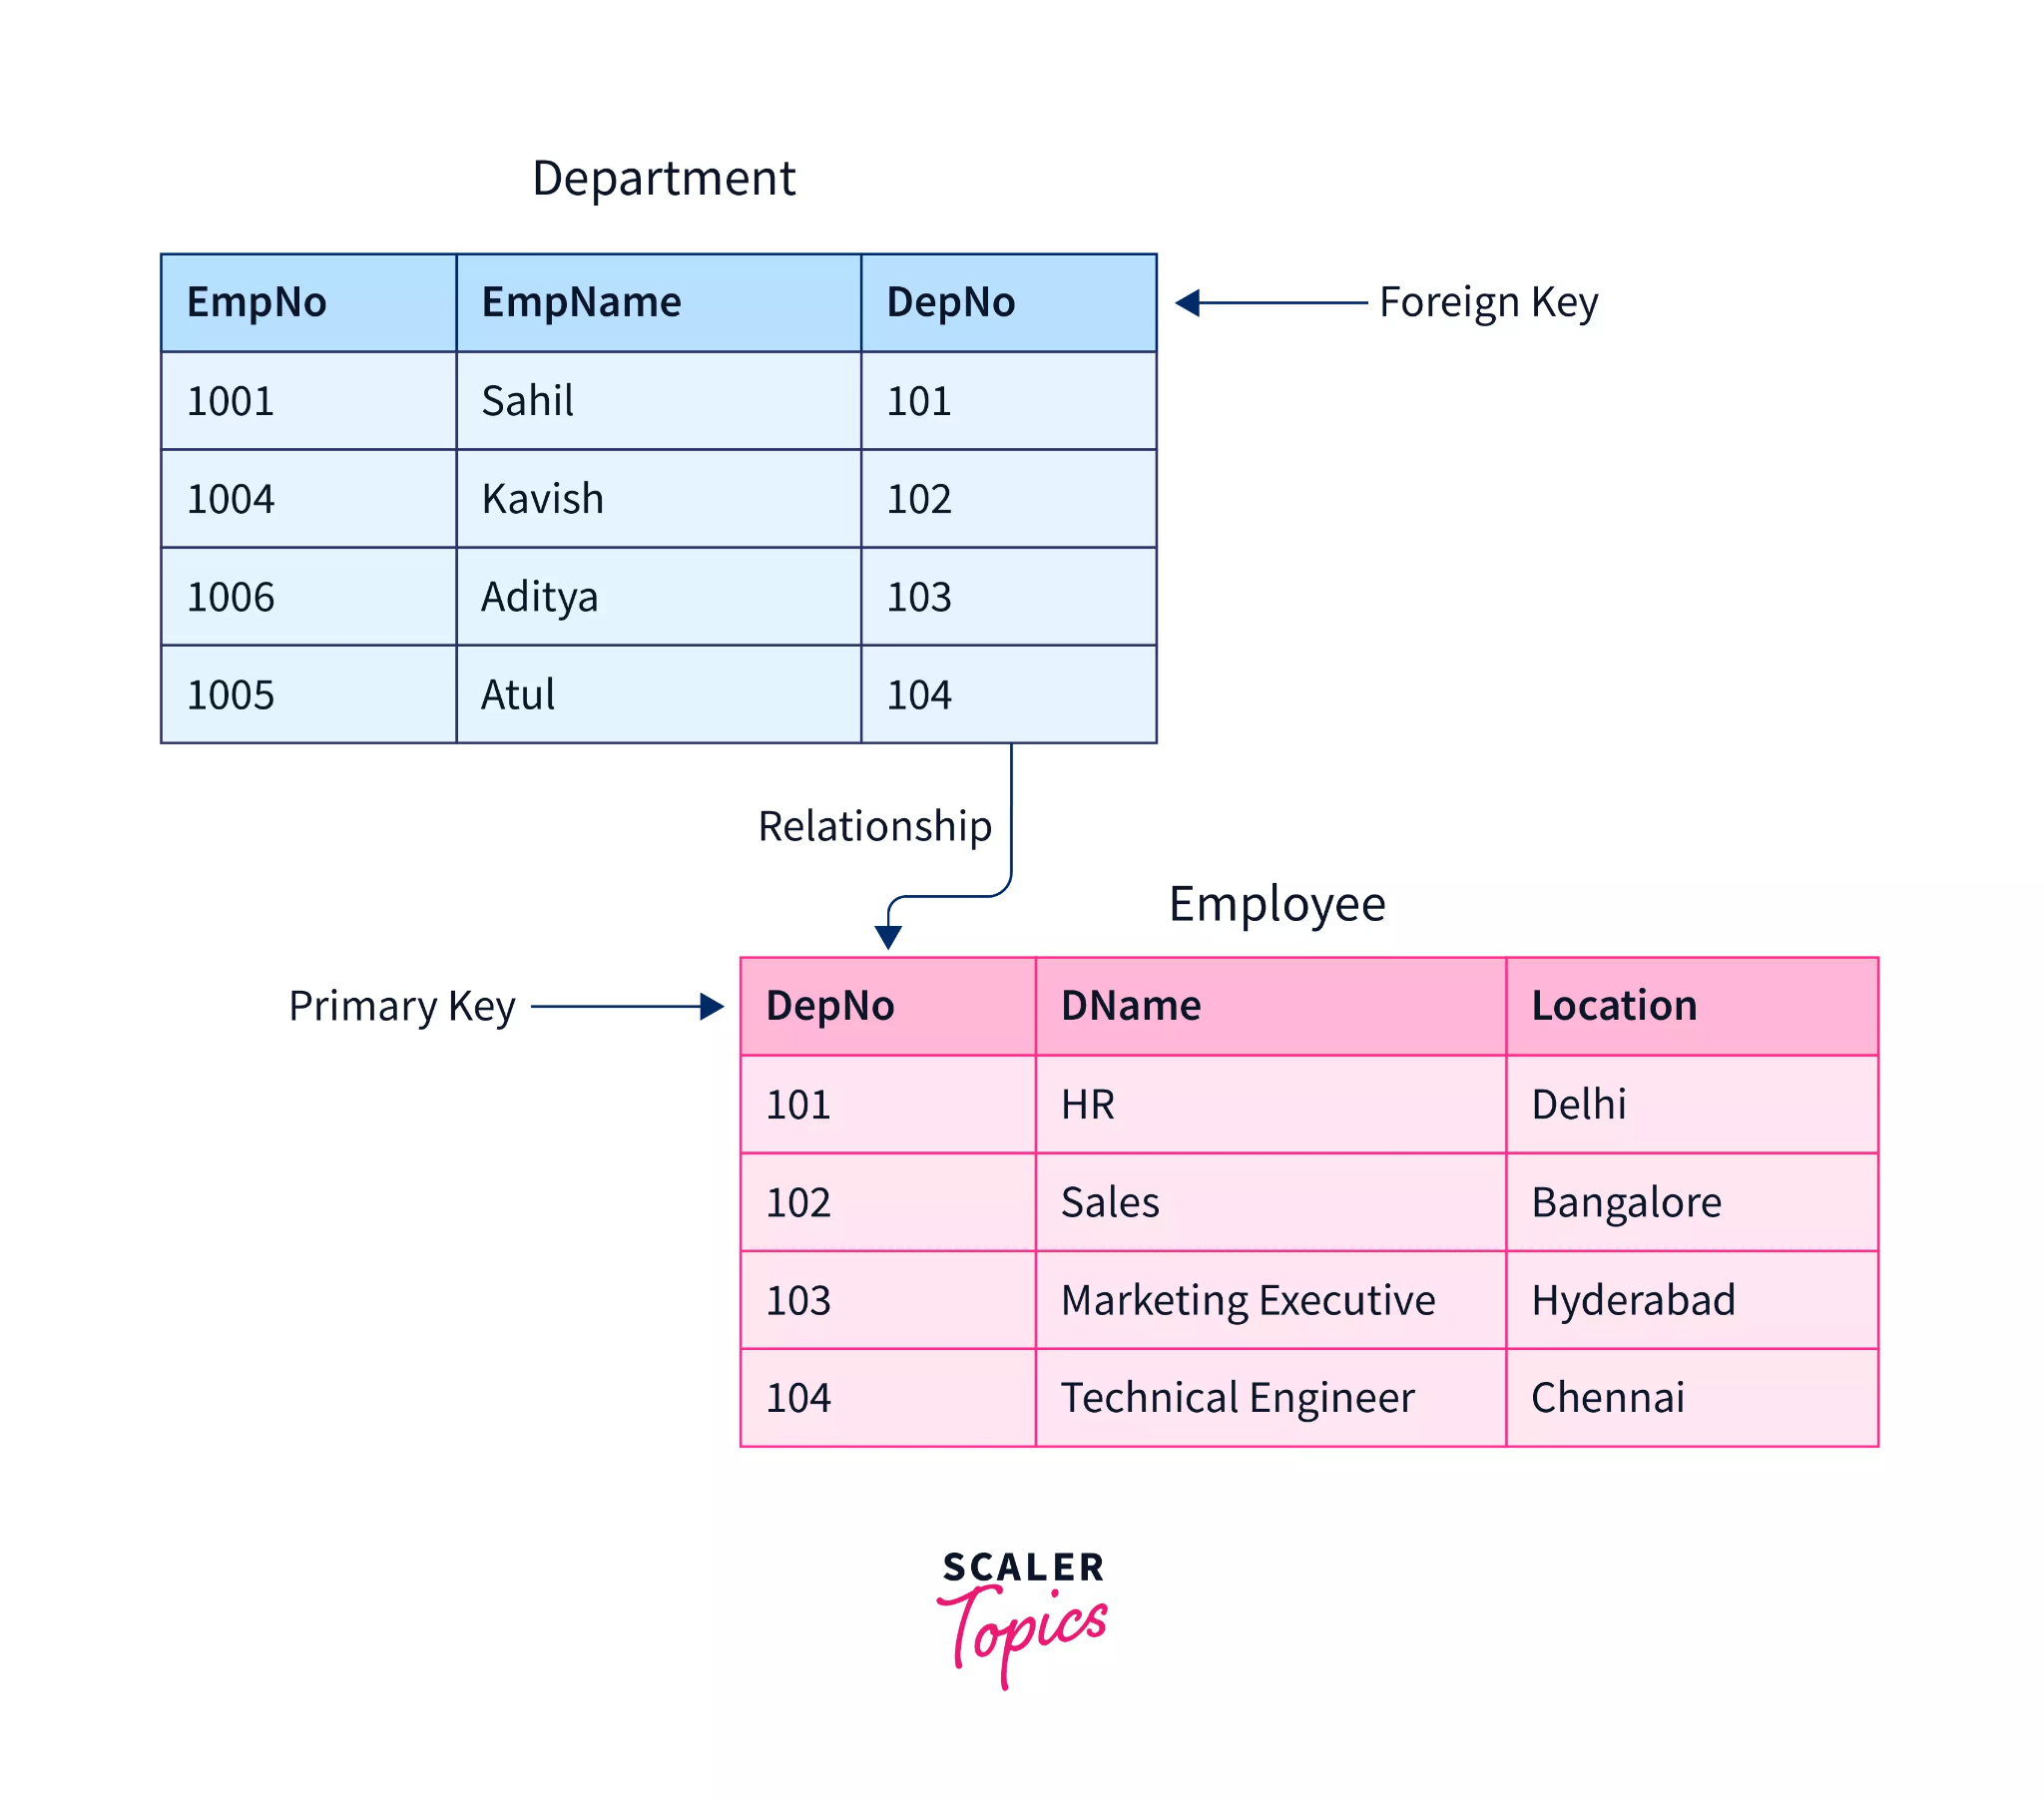 Department
EmpNo EmpName DepNo
Foreign Key
1001 Sahil 101
1004 Kavish 102
1006 Aditya 103
1005 Atul 104
Relationship
Employee
Primary Key
DepNo DName Location
101 HR Delhi
102 Sales Bangalore
103 Marketing Executive Hyderabad
104 Technical Engineer Chennai
SCALER
Topics